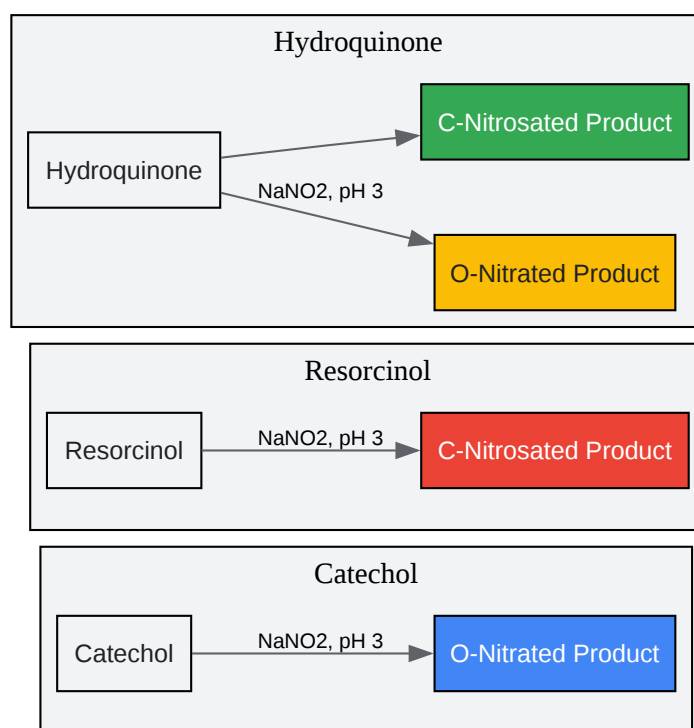 Hydroquinone
C-Nitrosated Product
Hydroquinone
NaNO2, pH 3
O-Nitrated Product
Resorcinol
Resorcinol
NaNO2, pH 3
C-Nitrosated Product
Catechol
Catechol
NaNO2, pH 3
O-Nitrated Product